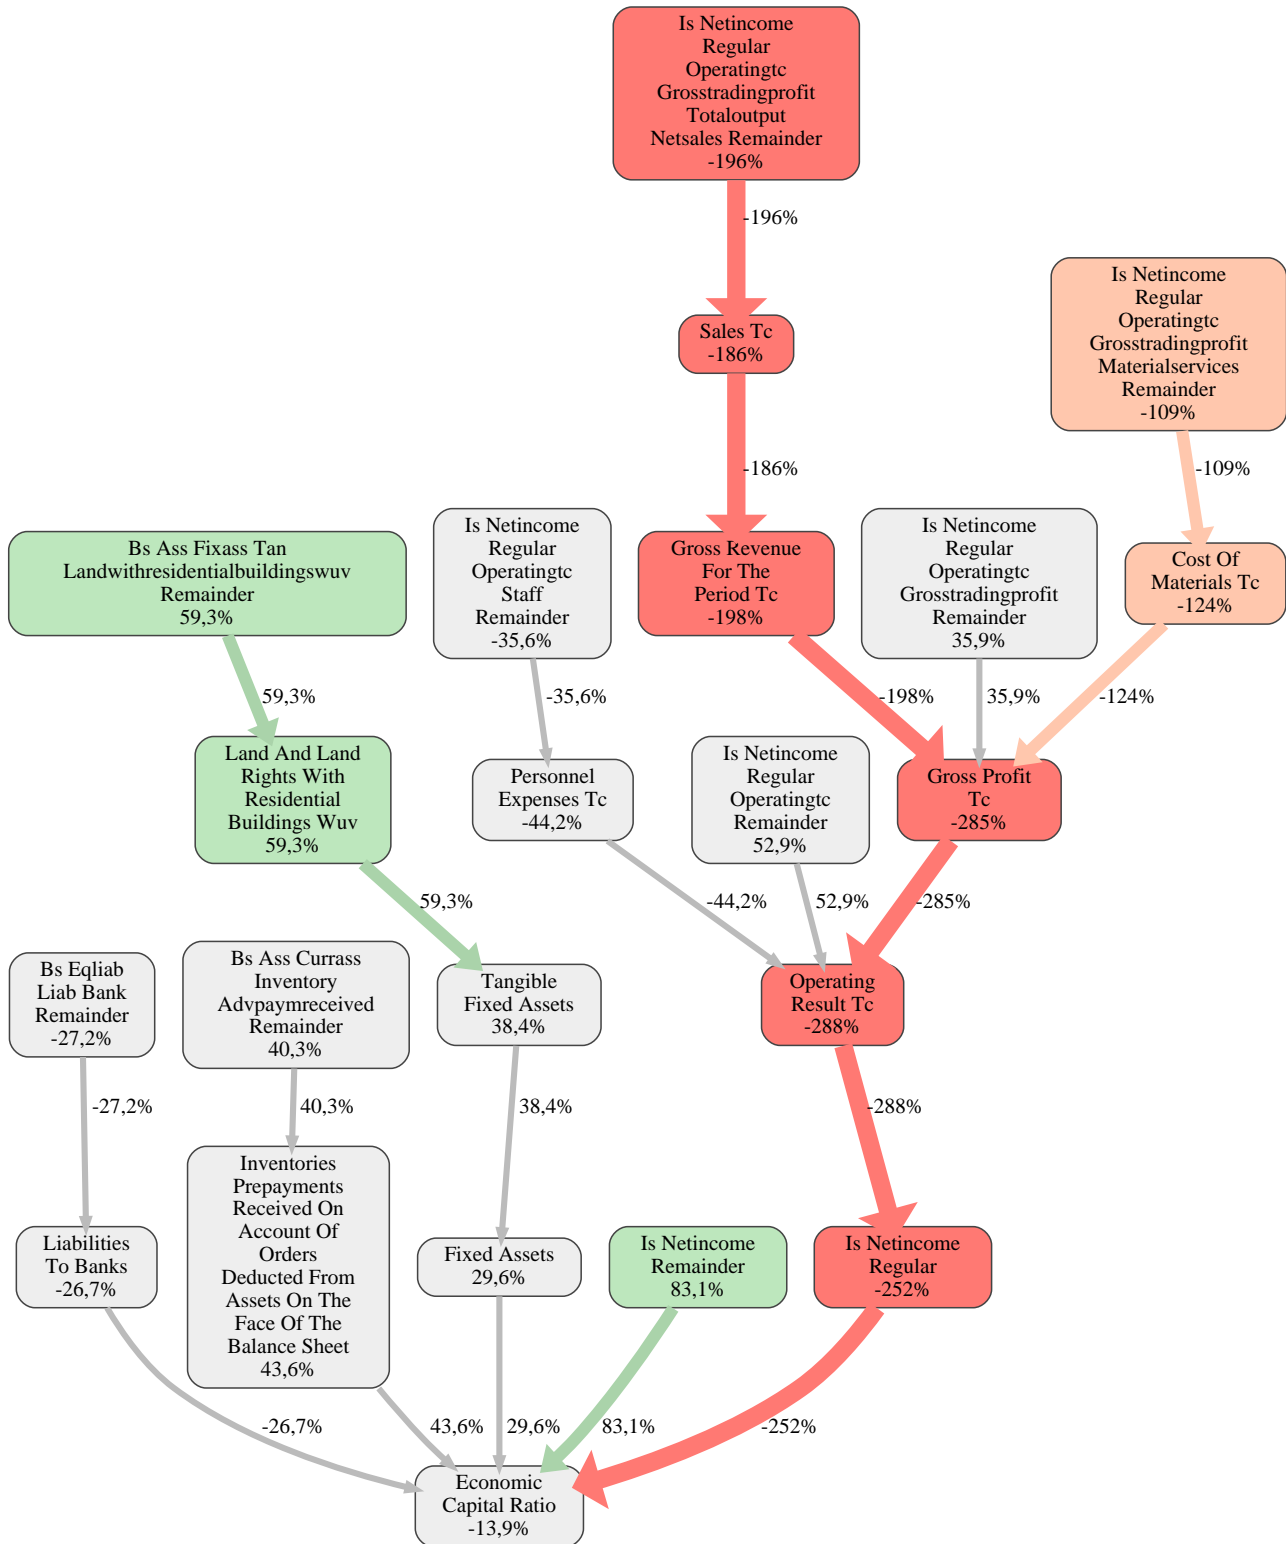 Is Netincome
Regular
Operatingtc
Grosstradingprofit
Totaloutput
Netsales Remainder
-196%
-196%
Is Netincome
Regular
Operatingtc
Grosstradingprofit
Materialservices
Remainder
-109%
Sales Tc
-186%
-186%
-109%
Bs Ass Fixass Tan
Landwithresidentialbuildingswuv
Remainder
59,3%
Is Netincome
Regular
Operatingtc
Staff
Remainder
-35,6%
Gross Revenue
For The
Period Tc
-198%
Is Netincome
Regular
Operatingtc
Grosstradingprofit
Remainder
35,9%
Cost Of
Materials Tc
-124%
59,3%
-35,6%
-198%
35,9%
-124%
Land And Land
Rights With
Residential
Buildings Wuv
59,3%
Personnel
Expenses Tc
-44,2%
Is Netincome
Regular
Operatingtc
Remainder
52,9%
Gross Profit
Tc
-285%
59,3%
-44,2%
52,9%
-285%
Bs Eqliab
Liab Bank
Remainder
-27,2%
Bs Ass Currass
Inventory
Advpaymreceived
Remainder
40,3%
Tangible
Fixed Assets
38,4%
Operating
Result Tc
-288%
-27,2%
40,3%
38,4%
-288%
Liabilities
To Banks
-26,7%
Inventories
Prepayments
Received On
Account Of
Orders
Deducted From
Assets On The
Face Of The
Balance Sheet
43,6%
Fixed Assets
29,6%
Is Netincome
Remainder
83,1%
Is Netincome
Regular
-252%
-26,7%
43,6%
29,6%
83,1%
-252%
Economic
Capital Ratio
-13,9%